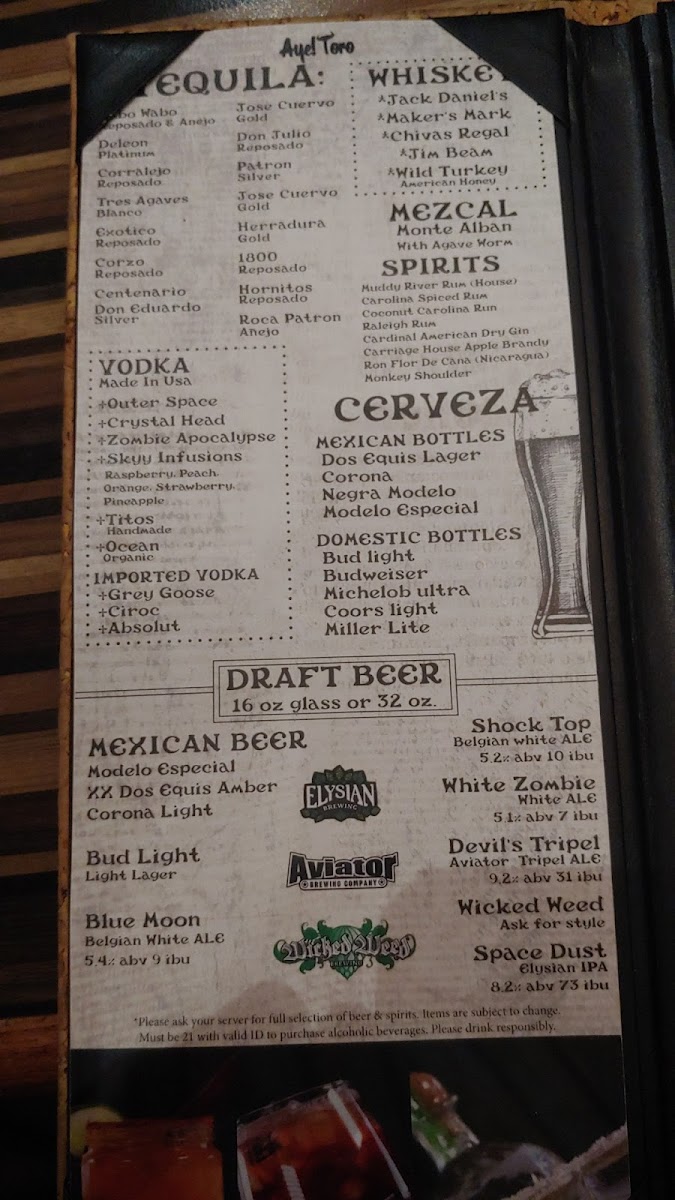 Ayel Toro
TEQUILA:
Wabo
Reposado & Anejo
Deleon
Platinum
Corralejo
Reposado
Tres Agaves
Blanco
Exotico
Reposado
Corzo
Reposado
Centenario
Don Eduardo
Silver
Jose Cuervo
Gold
Don Julio
Reposado
Patron
Silver
Jose Cuervo
Gold
Herradura
Gold
1800
Reposado
Hornitos
Reposado
Roca Patron
Anejo
WHISKEY
*Jack Daniel's
*Maker's Mark
*Chivas Regal
*Jim Beam
*Wild Turkey
American Honey
MEZCAL
Monte Alban
With Agave Worm
SPIRITS
Muddy River Rum (House)
Carolina Spiced Rum
Coconut Carolina Run
Raleigh Rum
Cardinal American Dry Gin
Carriage House Apple Brandy
Ron Flor De Cana (Nicaragua)
Monkey Shoulder
VODKA
Made In Usa
+Outer Space
+Crystal Head
+Zombie Apocalypse
+Skyy Infusions
Raspberry, Peach,
Orange, Strawberry,
Pineapple
+Titos
Handmade
+Ocean
Organic
IMPORTED VODKA
+Grey Goose
+Ciroc
+Absolut
CERVEZA
MEXICAN BOTTLES
Dos Equis Lager
Corona
Negra Modelo
Modelo Especial
DOMESTIC BOTTLES
Bud light
Budweiser
Michelob ultra
Coors light
Miller Lite
DRAFT BEER
16 oz glass or 32 oz.
MEXICAN BEER
Modelo Especial
XX Dos Equis Amber
Corona Light
Bud Light
Light Lager
Blue Moon
Belgian White ALE
5.4% abv 9 ibu
ELYSIAN
BREWING
Aviator
BREWING COMPANY
Wicked Weed
BREWING
Shock Top
Belgian white ALE
5.2% abv 10 ibu
White Zombie
White ALE
5.1% abv 7 ibu
Devil's Tripel
Aviator Tripel ALE
9.2% abv 31 ibu
Wicked Weed
Ask for style
Space Dust
Elysian IPA
8.2% abv 73 ibu
*Please ask your server for full selection of beer & spirits. Items are subject to change.
Must be 21 with valid ID to purchase alcoholic beverages. Please drink responsibly.